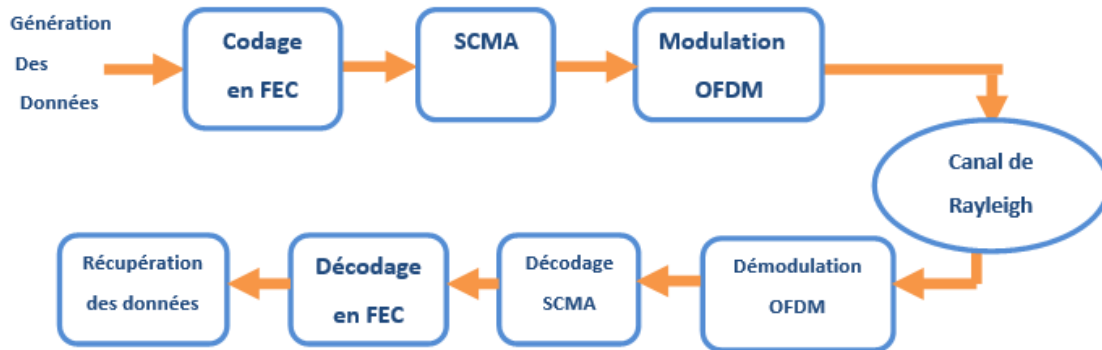 Génération
Des
Données
Codage
en FEC
SCMA
Modulation
OFDM
Canal de
Rayleigh
Démodulation
OFDM
Décodage
SCMA
Décodage
en FEC
Récupération
des données